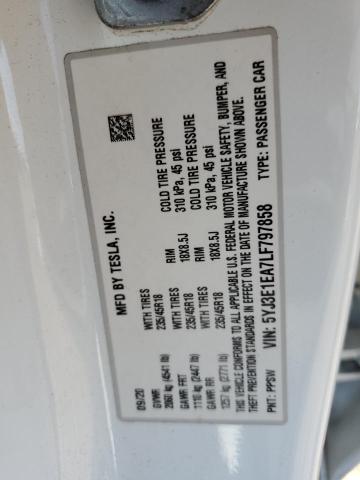 MFD BY TESLA, INC.
09/20
GVWR WITH TIRES RIM COLD TIRE PRESSURE
2060 kg (4541 lb) 235/45R18 18X8.5J 310 kPa, 45 psi
GAWR FRT WITH TIRES RIM COLD TIRE PRESSURE
1110 kg (2447 lb) 235/45R18 18X8.5J 310 kPa, 45 psi
GAWR RR
1257 kg (2771 lb)
THIS VEHICLE CONFORMS TO ALL APPLICABLE U.S. FEDERAL MOTOR VEHICLE SAFETY, BUMPER, AND
THEFT PREVENTION STANDARDS IN EFFECT ON THE DATE OF MANUFACTURE SHOWN ABOVE.
VIN: 5YJ3E1EA7LF797858 TYPE: PASSENGER CAR
PNT: PPSW